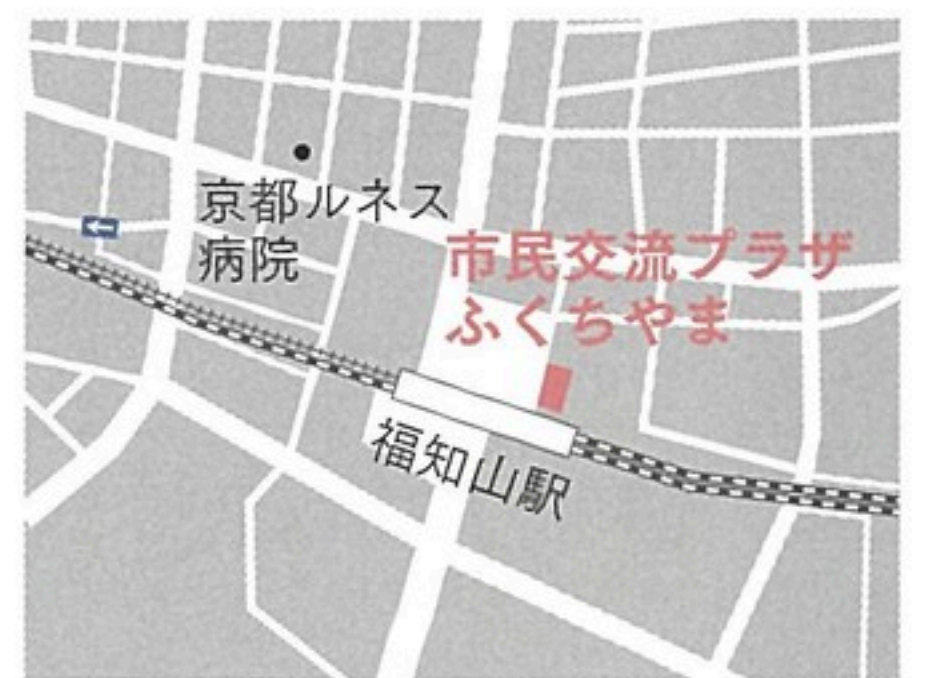 京都ルネス
病院
市民交流プラザ
ふくちやま
福知山駅